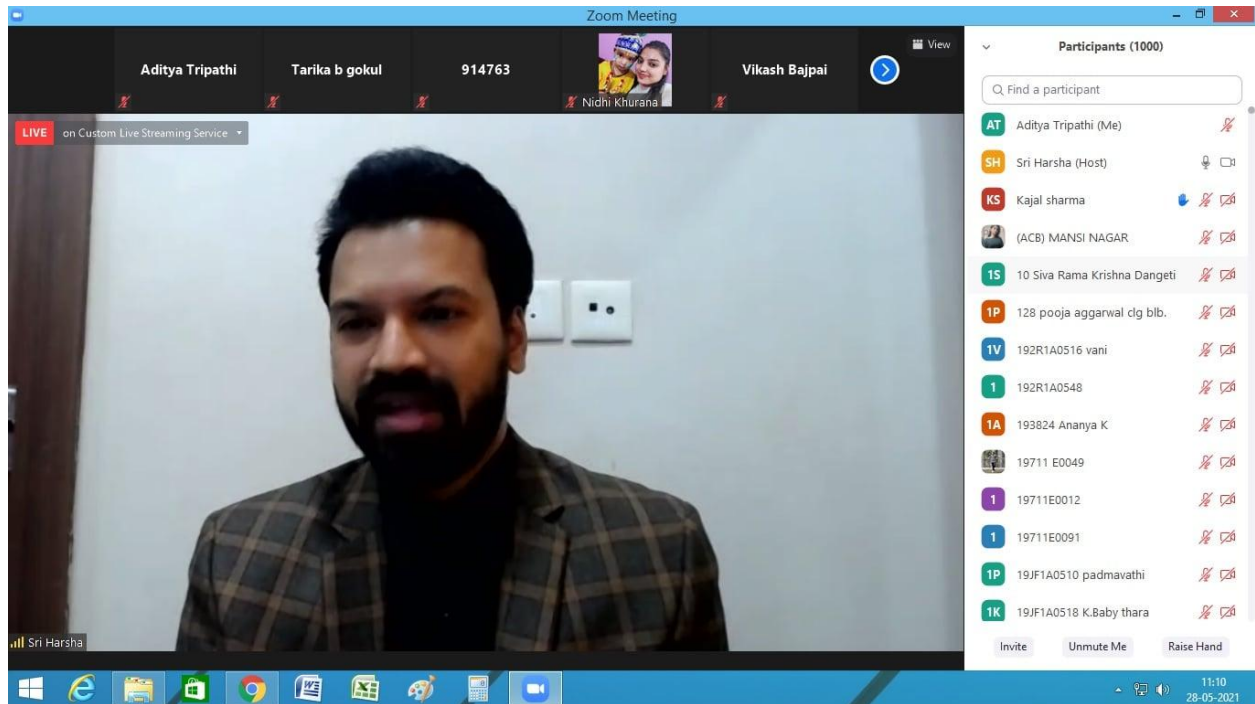 Zoom Meeting
Aditya Tripathi
Tarika b gokul
914763
Nidhi Khurana
Vikash Bajpai
View
LIVE on Custom Live Streaming Service
Sri Harsha
Participants (1000)
Find a participant
AT Aditya Tripathi (Me)
SH Sri Harsha (Host)
KS Kajal sharma
(ACB) MANSI NAGAR
1S 10 Siva Rama Krishna Dangeti
1P 128 pooja aggarwal clg blb.
1V 192R1A0516 vani
1 192R1A0548
1A 193824 Ananya K
19711 E0049
1 19711E0012
1 19711E0091
1P 19JF1A0510 padmavathi
1K 19JF1A0518 K.Baby thara
Invite Unmute Me Raise Hand
11:10
28-05-2021